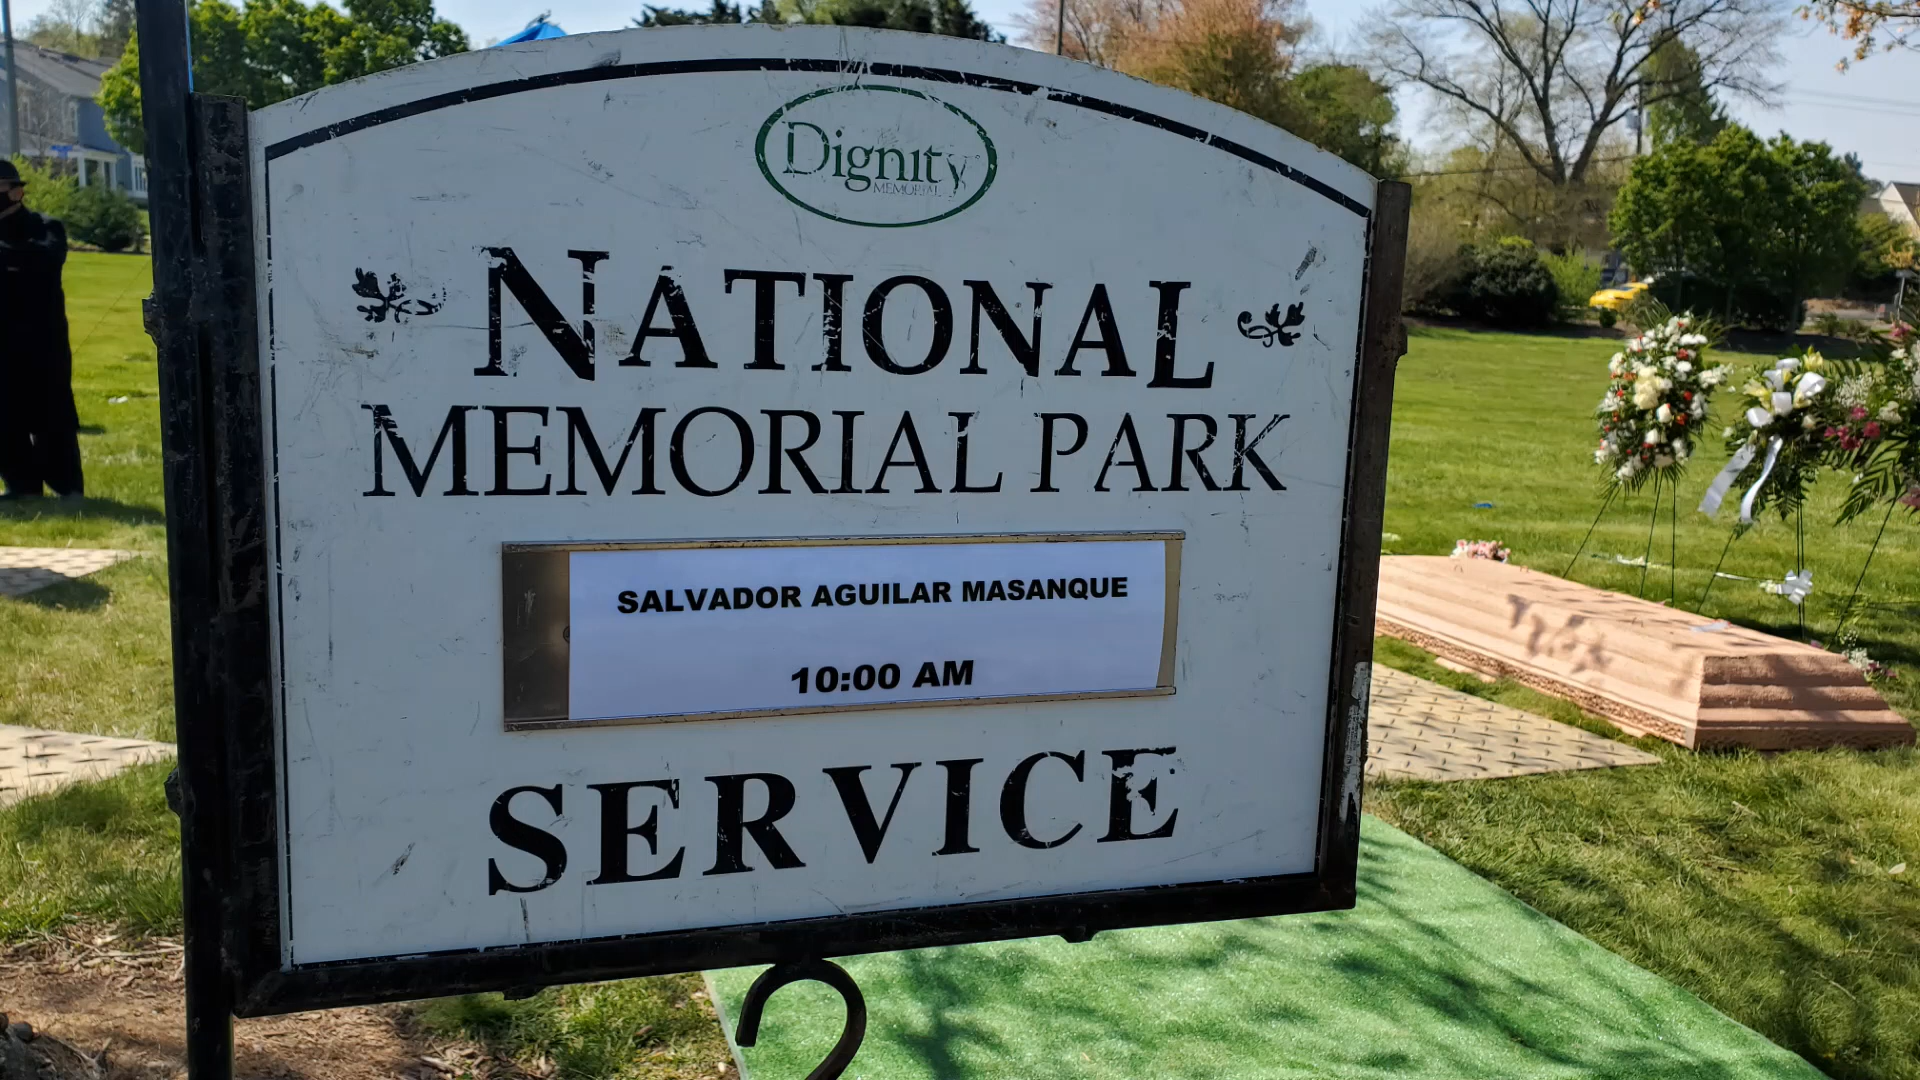 Dignity
MEMORIAL
NATIONAL
MEMORIAL PARK
SALVADOR AGUILAR MASANQUE
10:00 AM
SERVICE